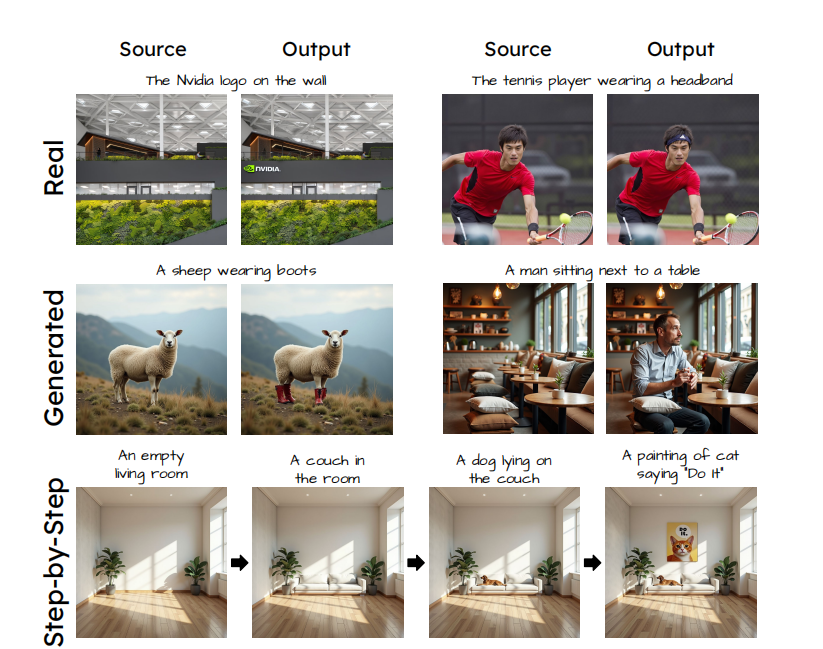 Source Output Source Output
The Nvidia logo on the wall
The tennis player wearing a headband
Real
NVIDIA
A sheep wearing boots
A man sitting next to a table
Generated
An empty
living room
A couch in
the room
A dog lying on
the couch
A painting of cat
saying "Do It"
Step-by-Step
DO
IT.